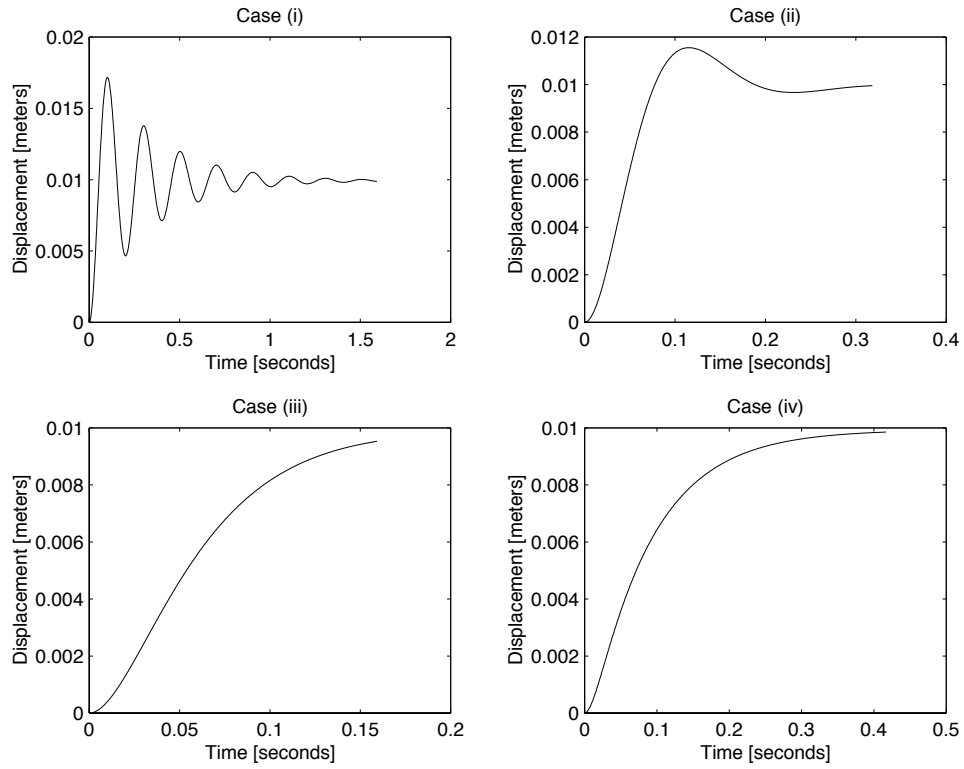 Case (i)
0.02
0.015
0.01
0.005
0
Displacement [meters]
0 0.5 1 1.5 2
Time [seconds]
Case (ii)
0.012
0.01
0.008
0.006
0.004
0.002
0
Displacement [meters]
0 0.1 0.2 0.3 0.4
Time [seconds]
Case (iii)
0.01
0.008
0.006
0.004
0.002
0
Displacement [meters]
0 0.05 0.1 0.15 0.2
Time [seconds]
Case (iv)
0.01
0.008
0.006
0.004
0.002
0
Displacement [meters]
0 0.1 0.2 0.3 0.4 0.5
Time [seconds]